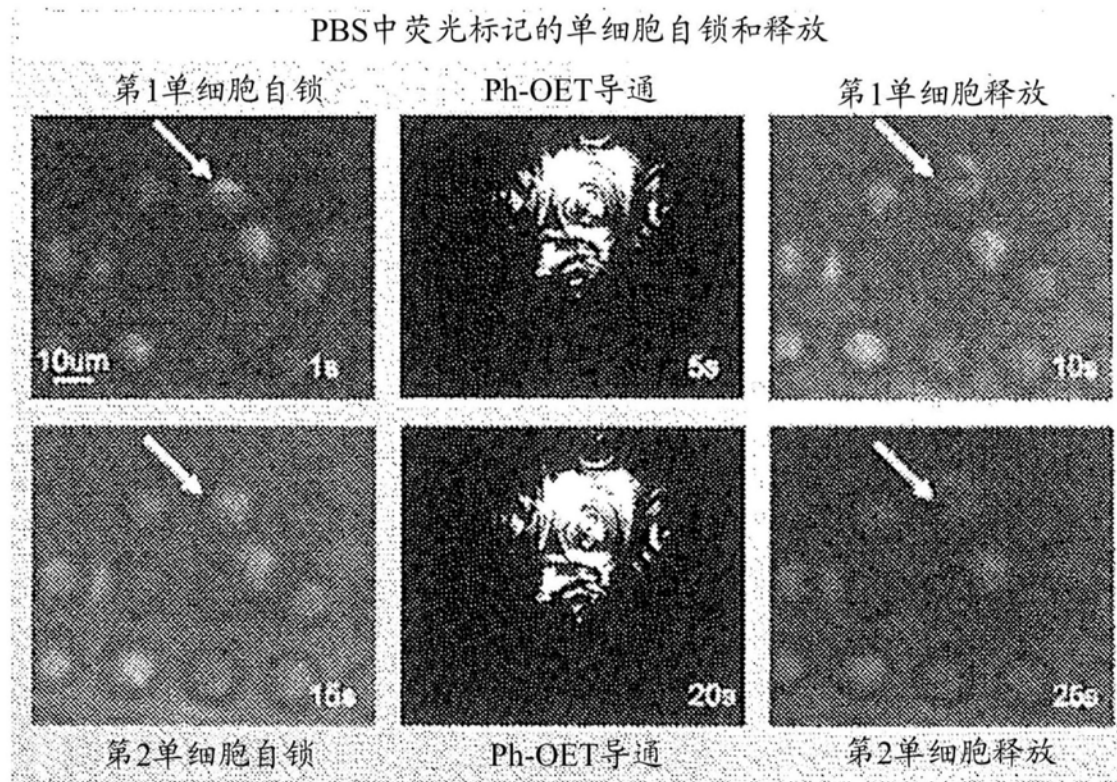 PBS中荧光标记的单细胞自锁和释放
第1单细胞自锁
Ph-OET导通
第1单细胞释放
10um
1s
5s
10s
15s
20s
25s
第2单细胞自锁
Ph-OET导通
第2单细胞释放